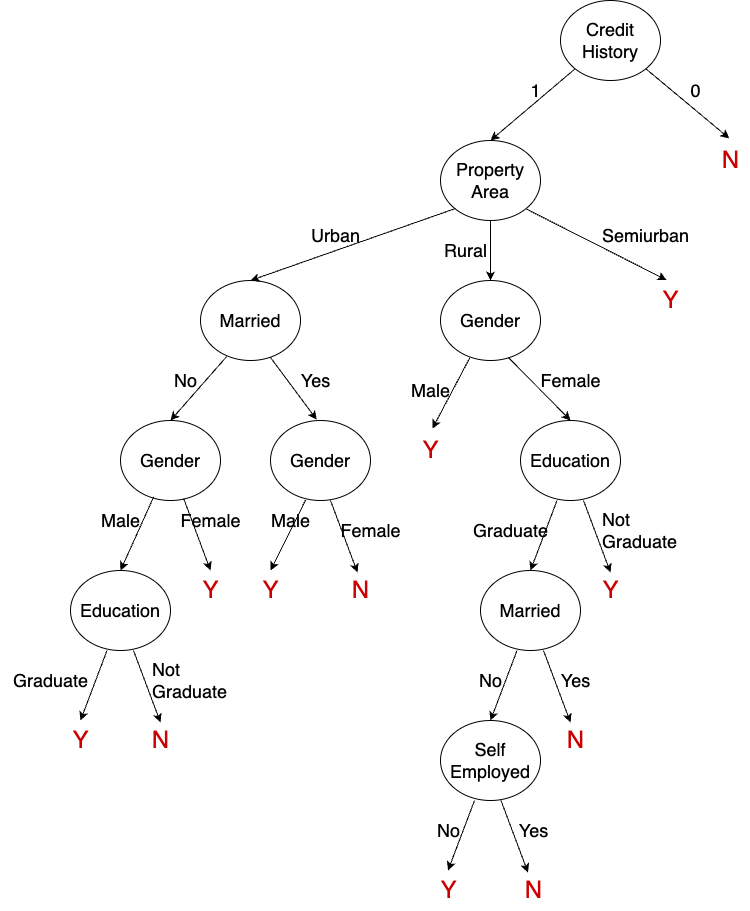 Credit
History
1
0
N
Property
Area
Urban
Rural
Semiurban
Y
Married
Gender
No
Yes
Male
Female
Y
Gender
Gender
Education
Male
Female
Male
Female
Graduate
Not
Graduate
Education
Y
Y
N
Married
Y
Graduate
Not
Graduate
No
Yes
Y
N
Self
Employed
N
No
Yes
Y
N